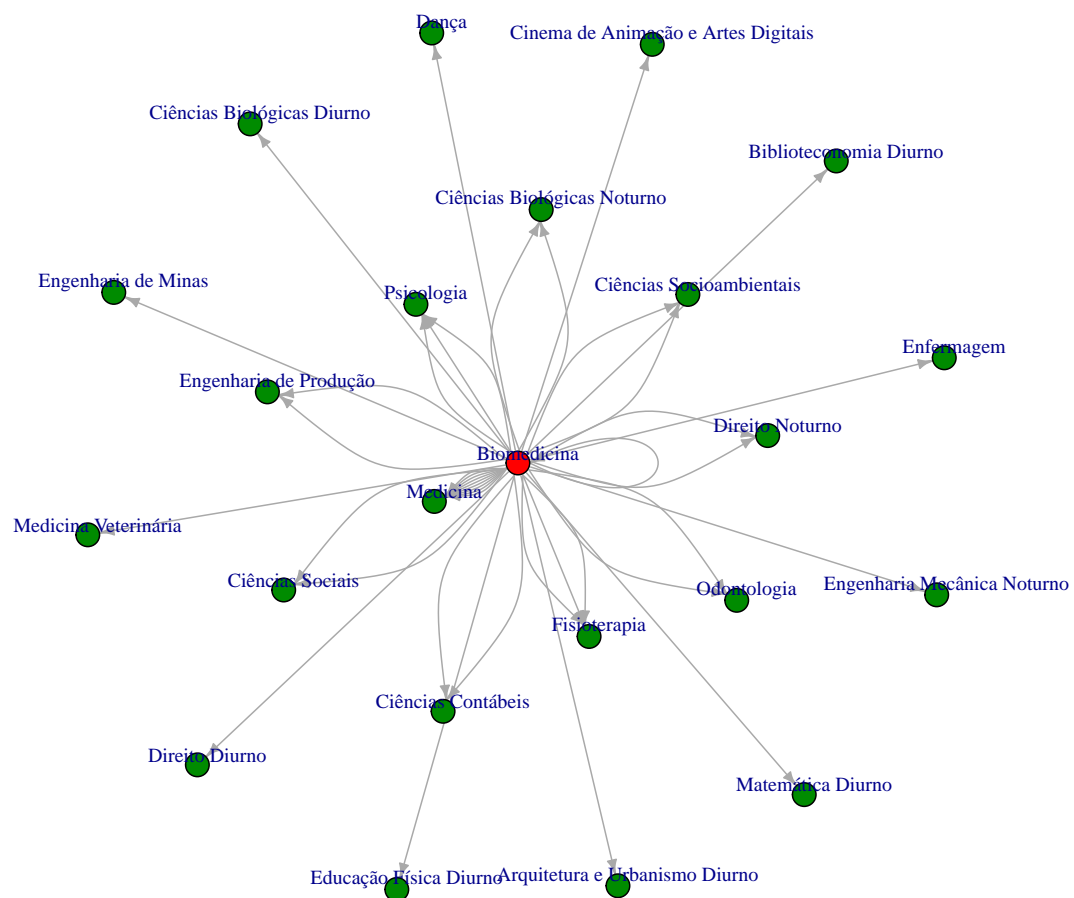 Dança
Cinema de Animação e Artes Digitais
Ciências Biológicas Diurno
Biblioteconomia Diurno
Ciências Biológicas Noturno
Engenharia de Minas
Psicologia
Ciências Socioambientais
Enfermagem
Engenharia de Produção
Direito Noturno
Biomedicina
Medicina
Medicina Veterinária
Ciências Sociais
Odontologia
Engenharia Mecânica Noturno
Fisioterapia
Ciências Contábeis
Direito Diurno
Matemática Diurno
Educação Física Diurno
Arquitetura e Urbanismo Diurno